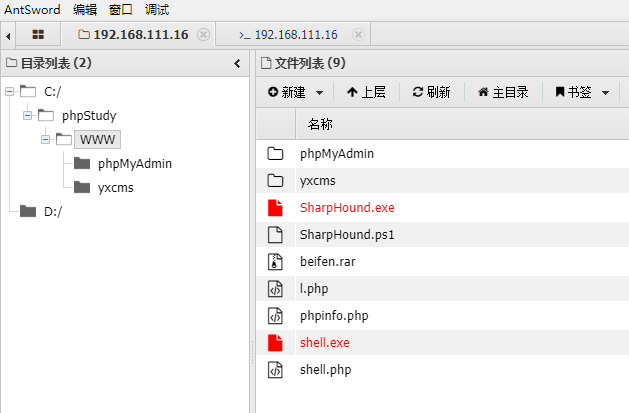 AntSword 编辑 窗口 调试
192.168.111.16 >_ 192.168.111.16
目录列表 (2)
C:/
phpStudy
WWW
phpMyAdmin
yxcms
D:/
文件列表 (9)
新建 上层 刷新 主目录 书签
名称
phpMyAdmin
yxcms
SharpHound.exe
SharpHound.ps1
beifen.rar
l.php
phpinfo.php
shell.exe
shell.php